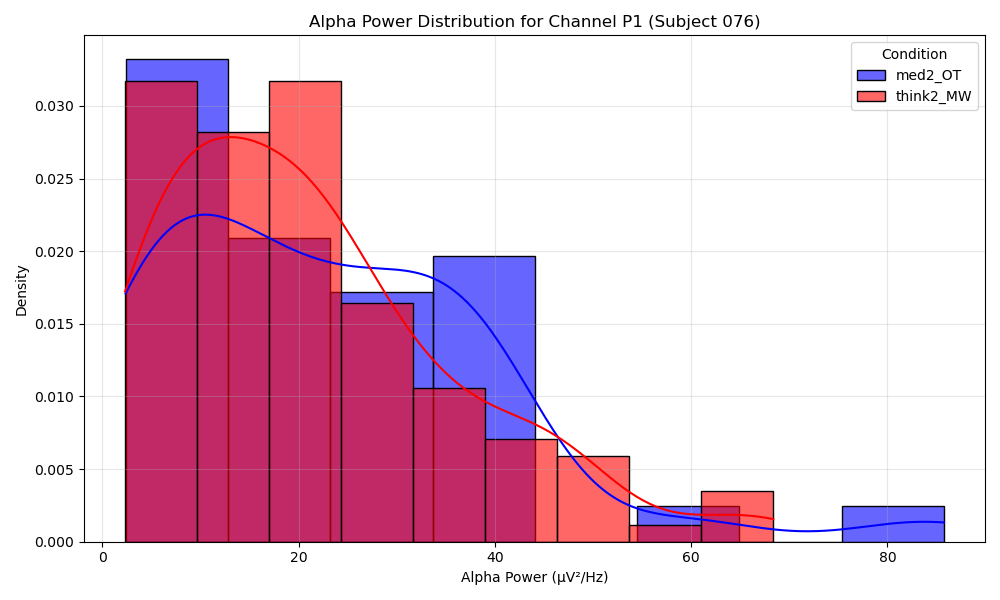 Alpha Power Distribution for Channel P1 (Subject 076)
Condition
med2_OT
think2_MW
Density
0.030
0.025
0.020
0.015
0.010
0.005
0.000
0
20
40
60
80
Alpha Power (μV²/Hz)